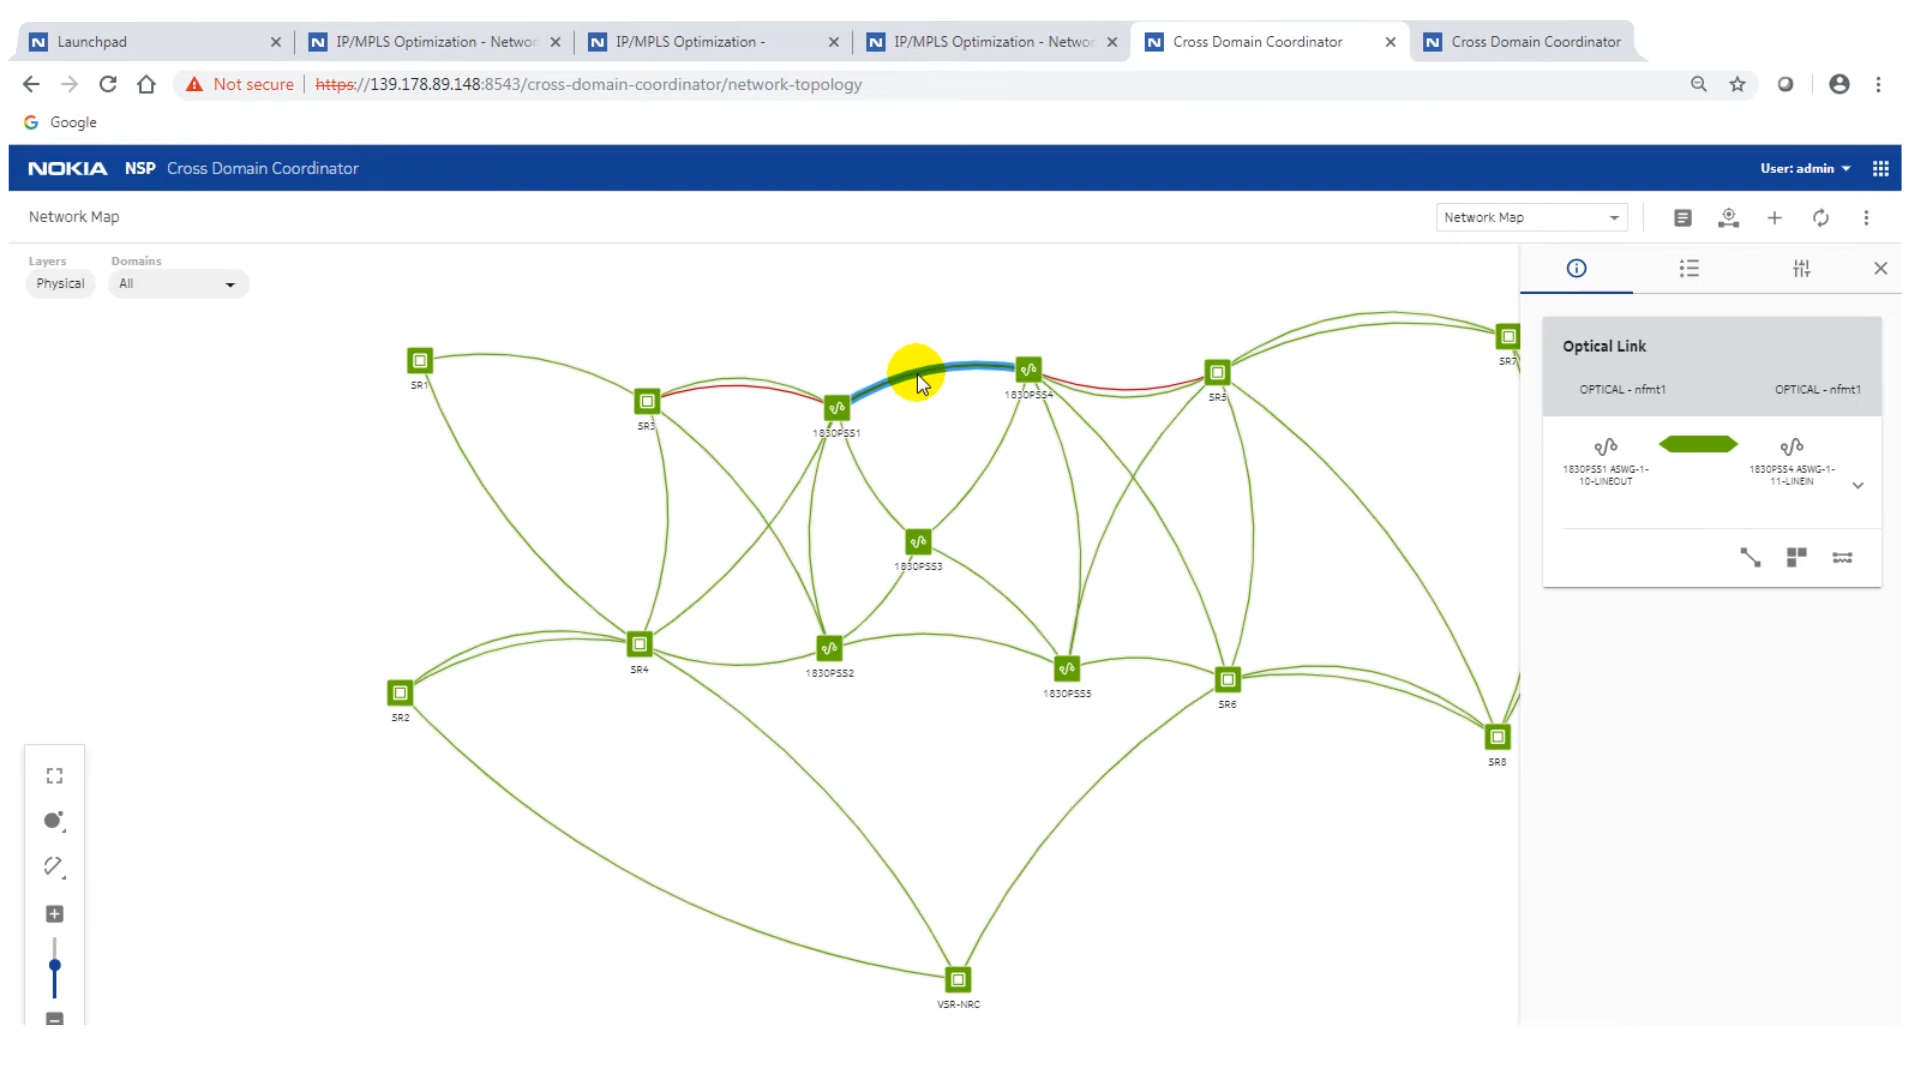 Launchpad
IP/MPLS Optimization - Networ
IP/MPLS Optimization -
IP/MPLS Optimization - Networ
Cross Domain Coordinator
Cross Domain Coordinator
Not secure
https://139.178.89.148:8543/cross-domain-coordinator/network-topology
Google
NOKIA NSP Cross Domain Coordinator
User: admin
Network Map
Network Map
Layers
Domains
Physical
All
SR1
SR3
1830PSS1
1830PSS4
SR5
SR7
1830PSS3
SR4
1830PSS2
1830PSS5
SR2
SR6
SR8
VSR-NRC
Optical Link
OPTICAL - nfmt1
OPTICAL - nfmt1
1830PSS1 ASWG-1-
10-LINEOUT
1830PSS4 ASWG-1-
11-LINEIN